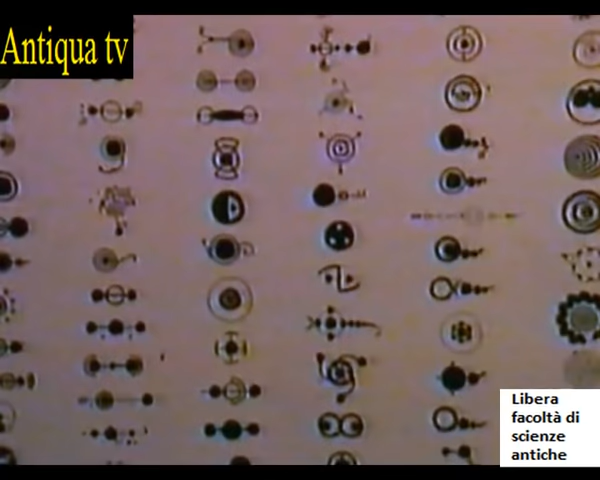 Antiqua tv
Libera
facoltà di
scienze
antiche